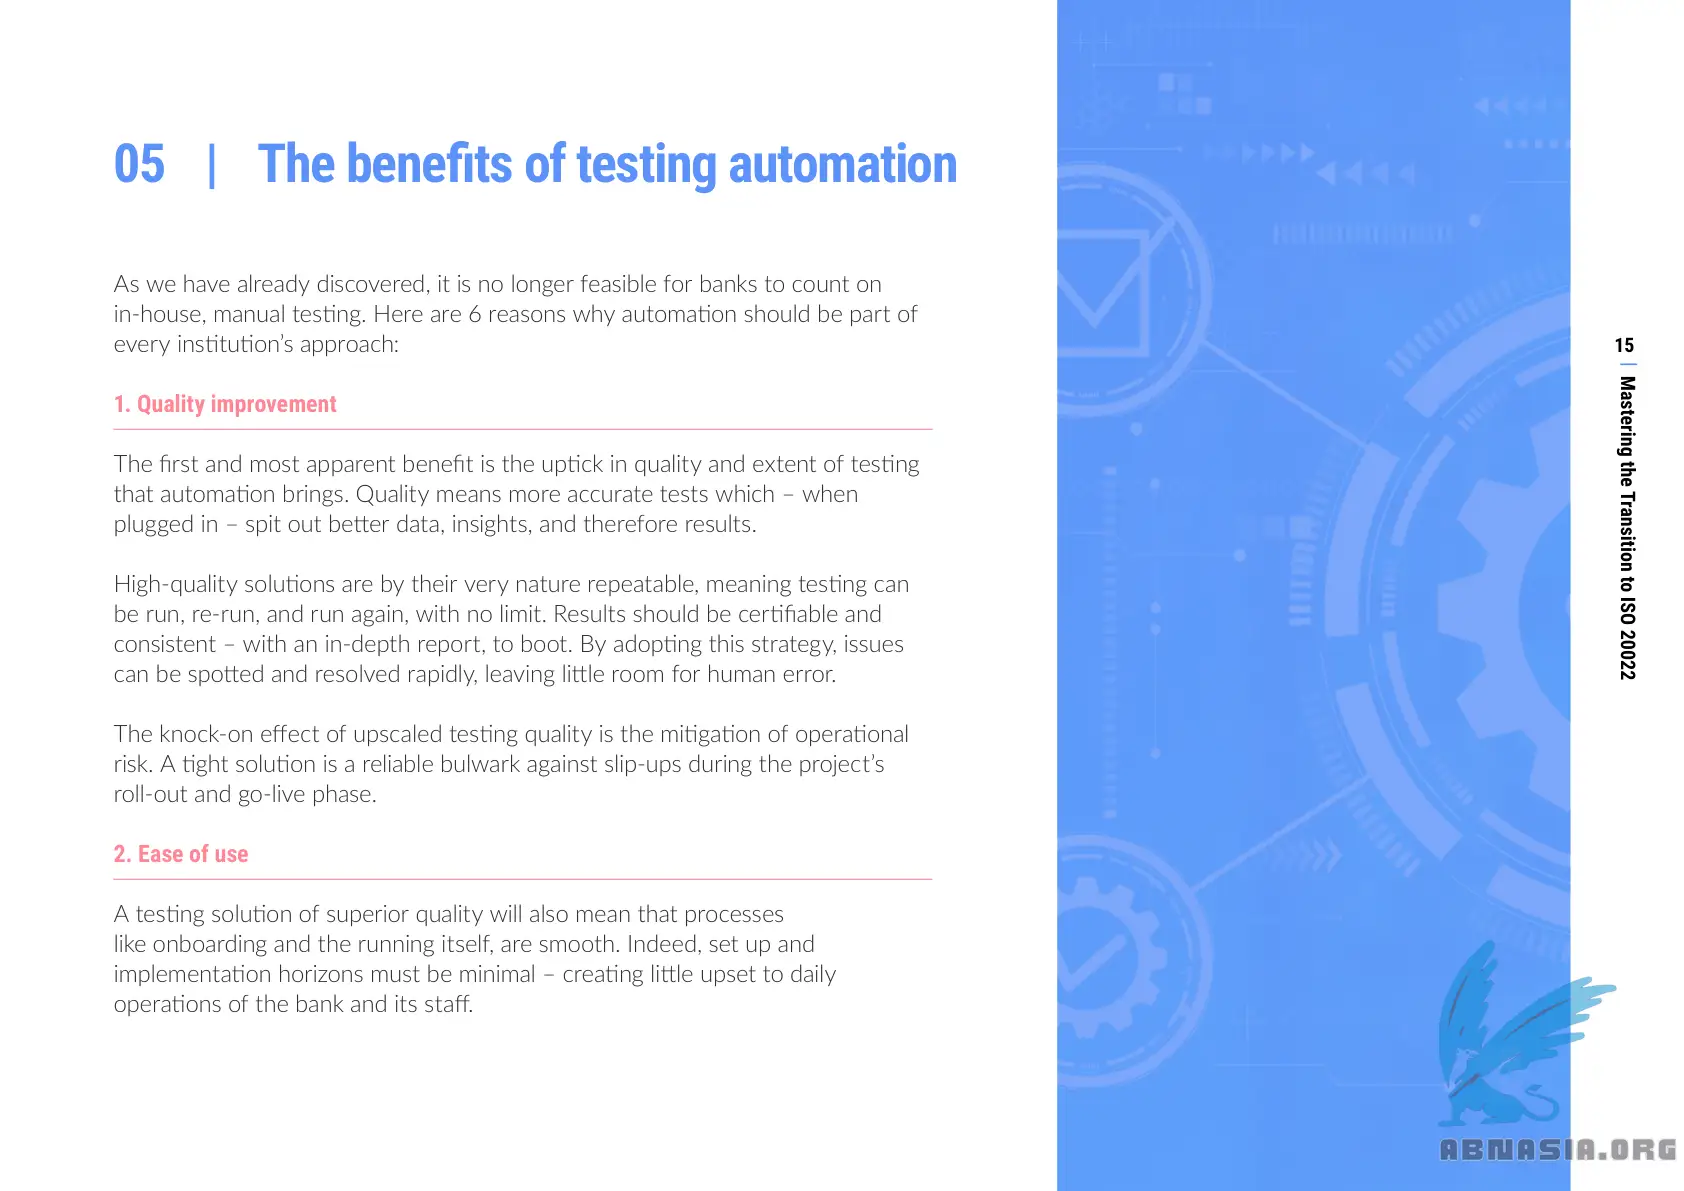 05 | The benefits of testing automation
As we have already discovered, it is no longer feasible for banks to count on
in-house, manual testing. Here are 6 reasons why automation should be part of
every institution’s approach:
1. Quality improvement
The first and most apparent benefit is the uptick in quality and extent of testing
that automation brings. Quality means more accurate tests which – when
plugged in – spit out better data, insights, and therefore results.
High-quality solutions are by their very nature repeatable, meaning testing can
be run, re-run, and run again, with no limit. Results should be certifiable and
consistent – with an in-depth report, to boot. By adopting this strategy, issues
can be spotted and resolved rapidly, leaving little room for human error.
The knock-on effect of upscaled testing quality is the mitigation of operational
risk. A tight solution is a reliable bulwark against slip-ups during the project’s
roll-out and go-live phase.
2. Ease of use
A testing solution of superior quality will also mean that processes
like onboarding and the running itself, are smooth. Indeed, set up and
implementation horizons must be minimal – creating little upset to daily
operations of the bank and its staff.
15 | Mastering the Transition to ISO 20022
ABNASIA.ORG